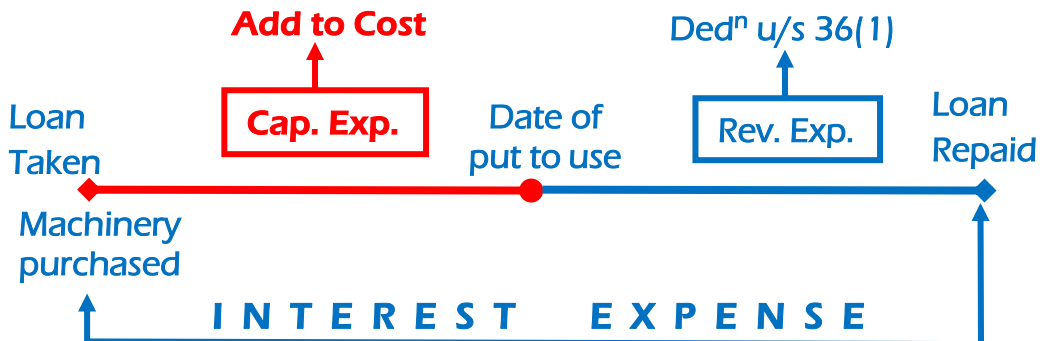 Add to Cost
Dedⁿ u/s 36(1)
Loan
Taken
Cap. Exp.
Date of
put to use
Rev. Exp.
Loan
Repaid
Machinery
purchased
INTEREST EXPENSE